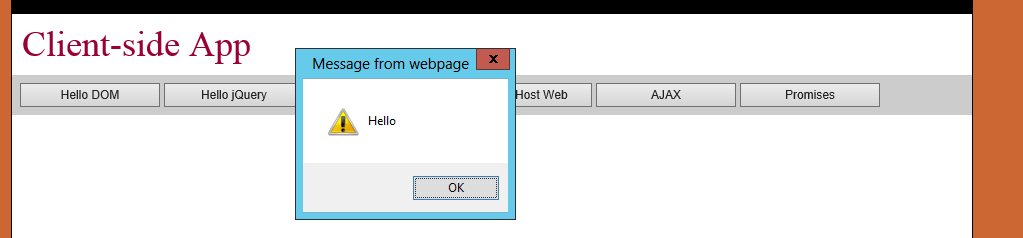 Client-side App
Message from webpage x
Hello DOM Hello jQuery Host Web AJAX Promises
Hello
OK